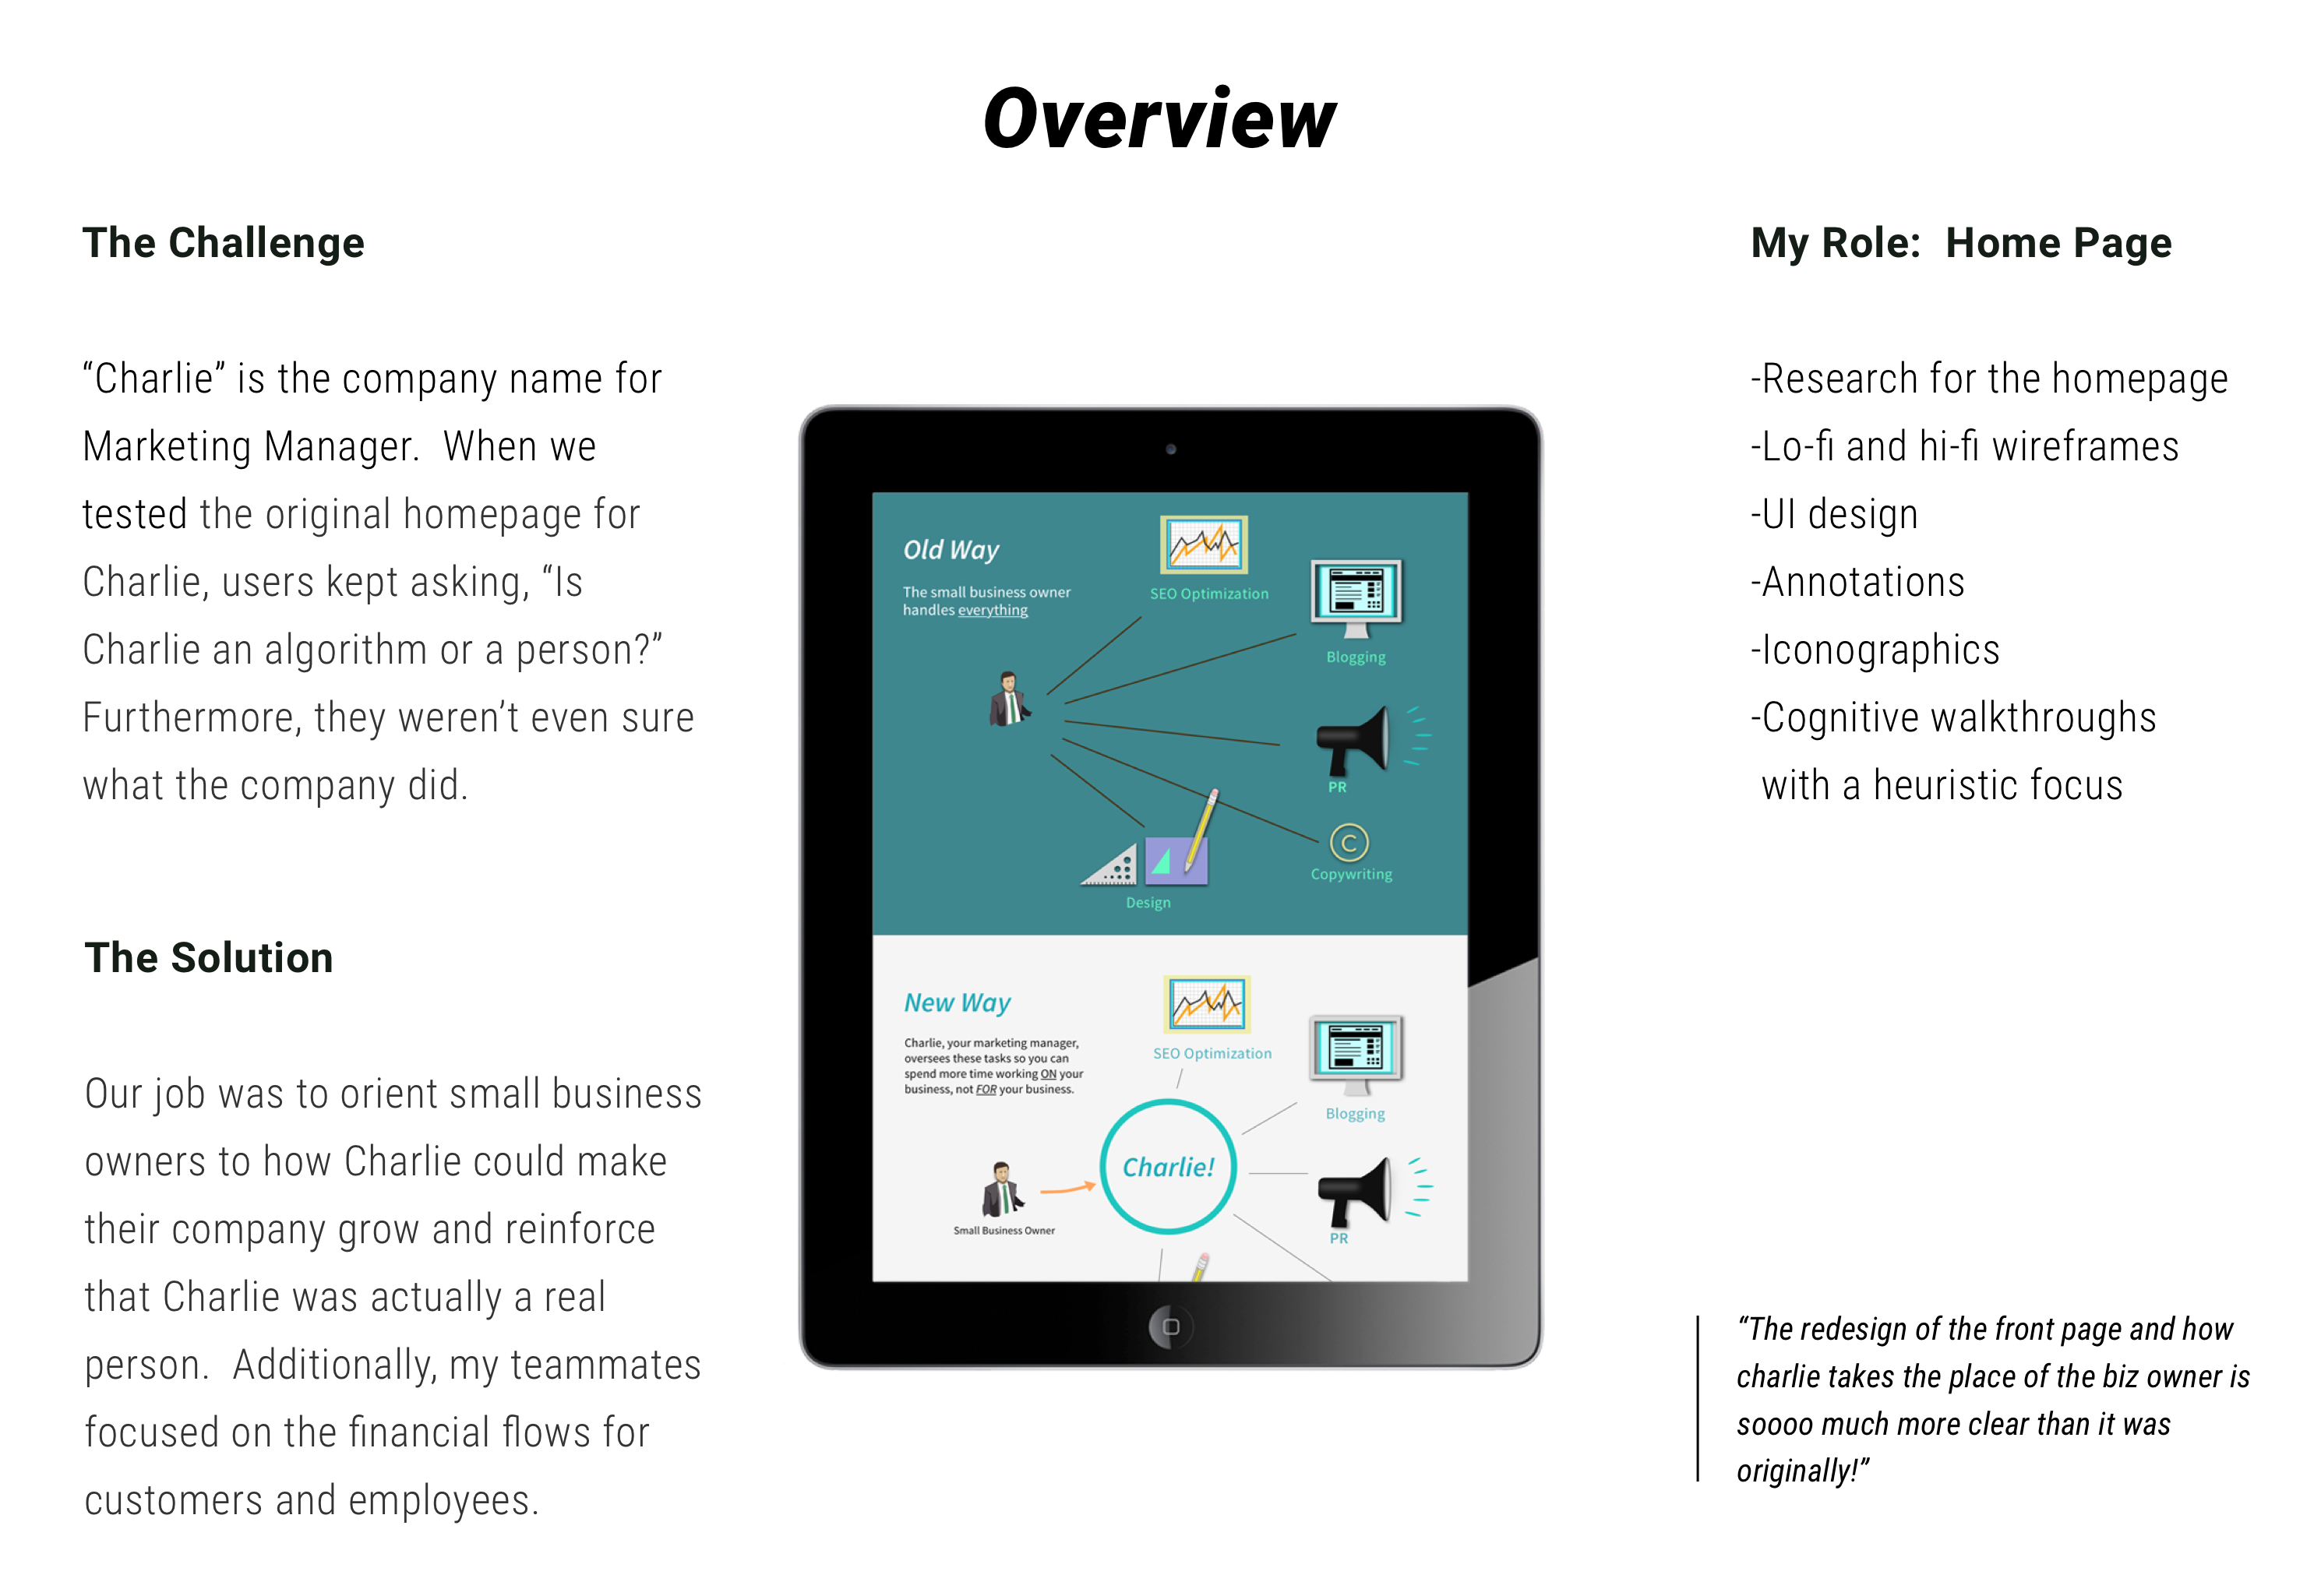 Overview
The Challenge
“Charlie” is the company name for
Marketing Manager.  When we
tested the original homepage for
Charlie, users kept asking, “Is
Charlie an algorithm or a person?”
Furthermore, they weren’t even sure
what the company did.
The Solution
Our job was to orient small business
owners to how Charlie could make
their company grow and reinforce
that Charlie was actually a real
person.  Additionally, my teammates
focused on the financial flows for
customers and employees.
Old Way
The small business owner
handles everything
SEO Optimization
Blogging
PR
C
Copywriting
Design
New Way
Charlie, your marketing manager,
oversees these tasks so you can
spend more time working ON your
business, not FOR your business.
SEO Optimization
Blogging
Charlie!
Small Business Owner
PR
My Role:  Home Page
-Research for the homepage
-Lo-fi and hi-fi wireframes
-UI design
-Annotations
-Iconographics
-Cognitive walkthroughs
with a heuristic focus
“The redesign of the front page and how
charlie takes the place of the biz owner is
soooo much more clear than it was
originally!”